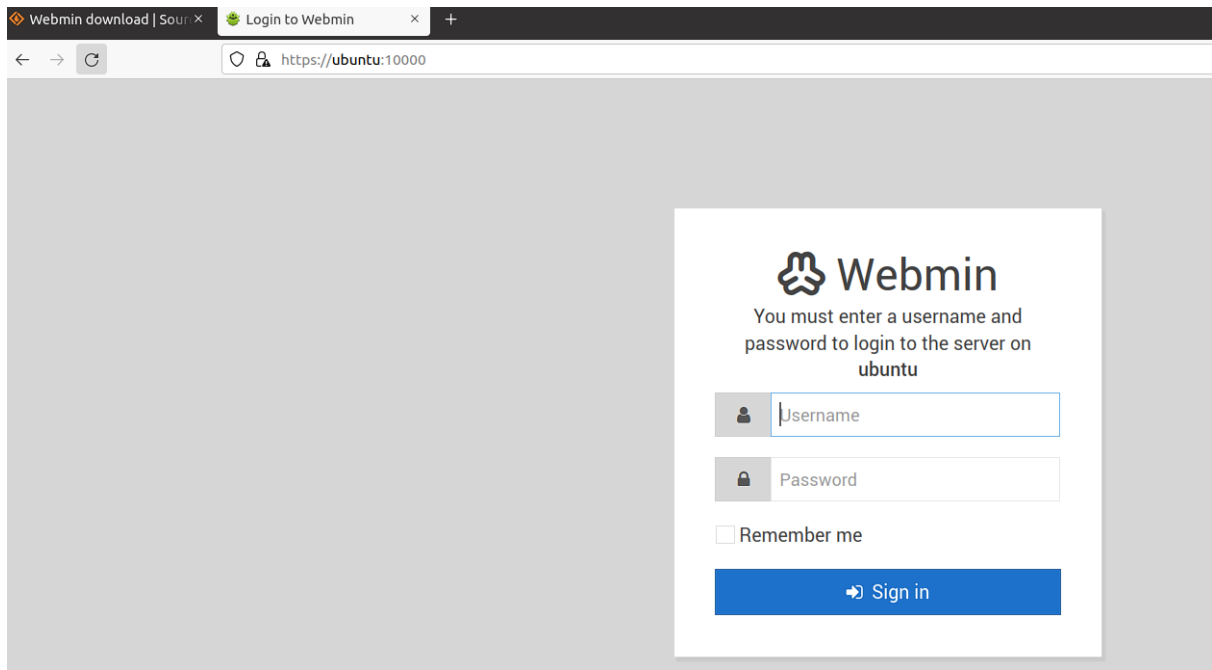 Webmin download | Sour
Login to Webmin
https://ubuntu:10000
Webmin
You must enter a username and
password to login to the server on
ubuntu
Username
Password
Remember me
Sign in